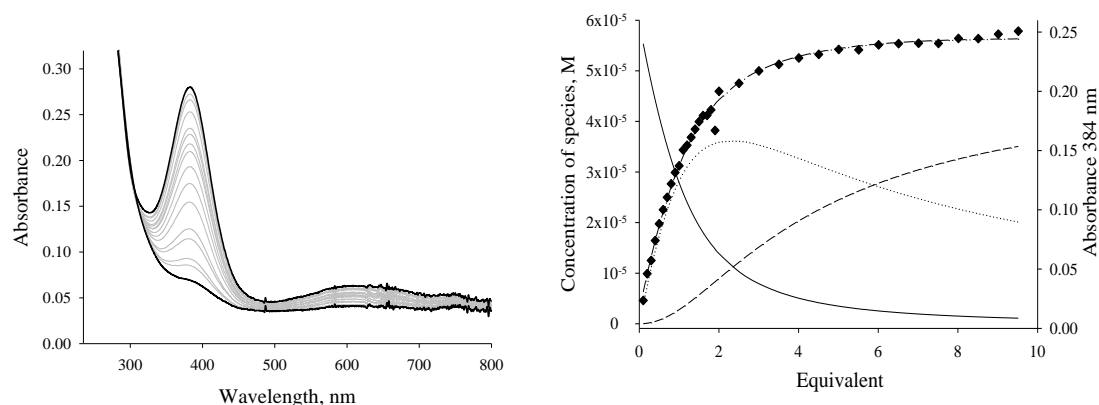 0.30
0.25
0.20
0.15
0.10
0.05
0.00
Absorbance
300 400 500 600 700 800
Wavelength, nm
6x10-5
5x10-5
4x10-5
3x10-5
2x10-5
10-5
0
Concentration of species, M
0 2 4 6 8 10
Equivalent
0.25
0.20
0.15
0.10
0.05
0.00
Absorbance 384 nm